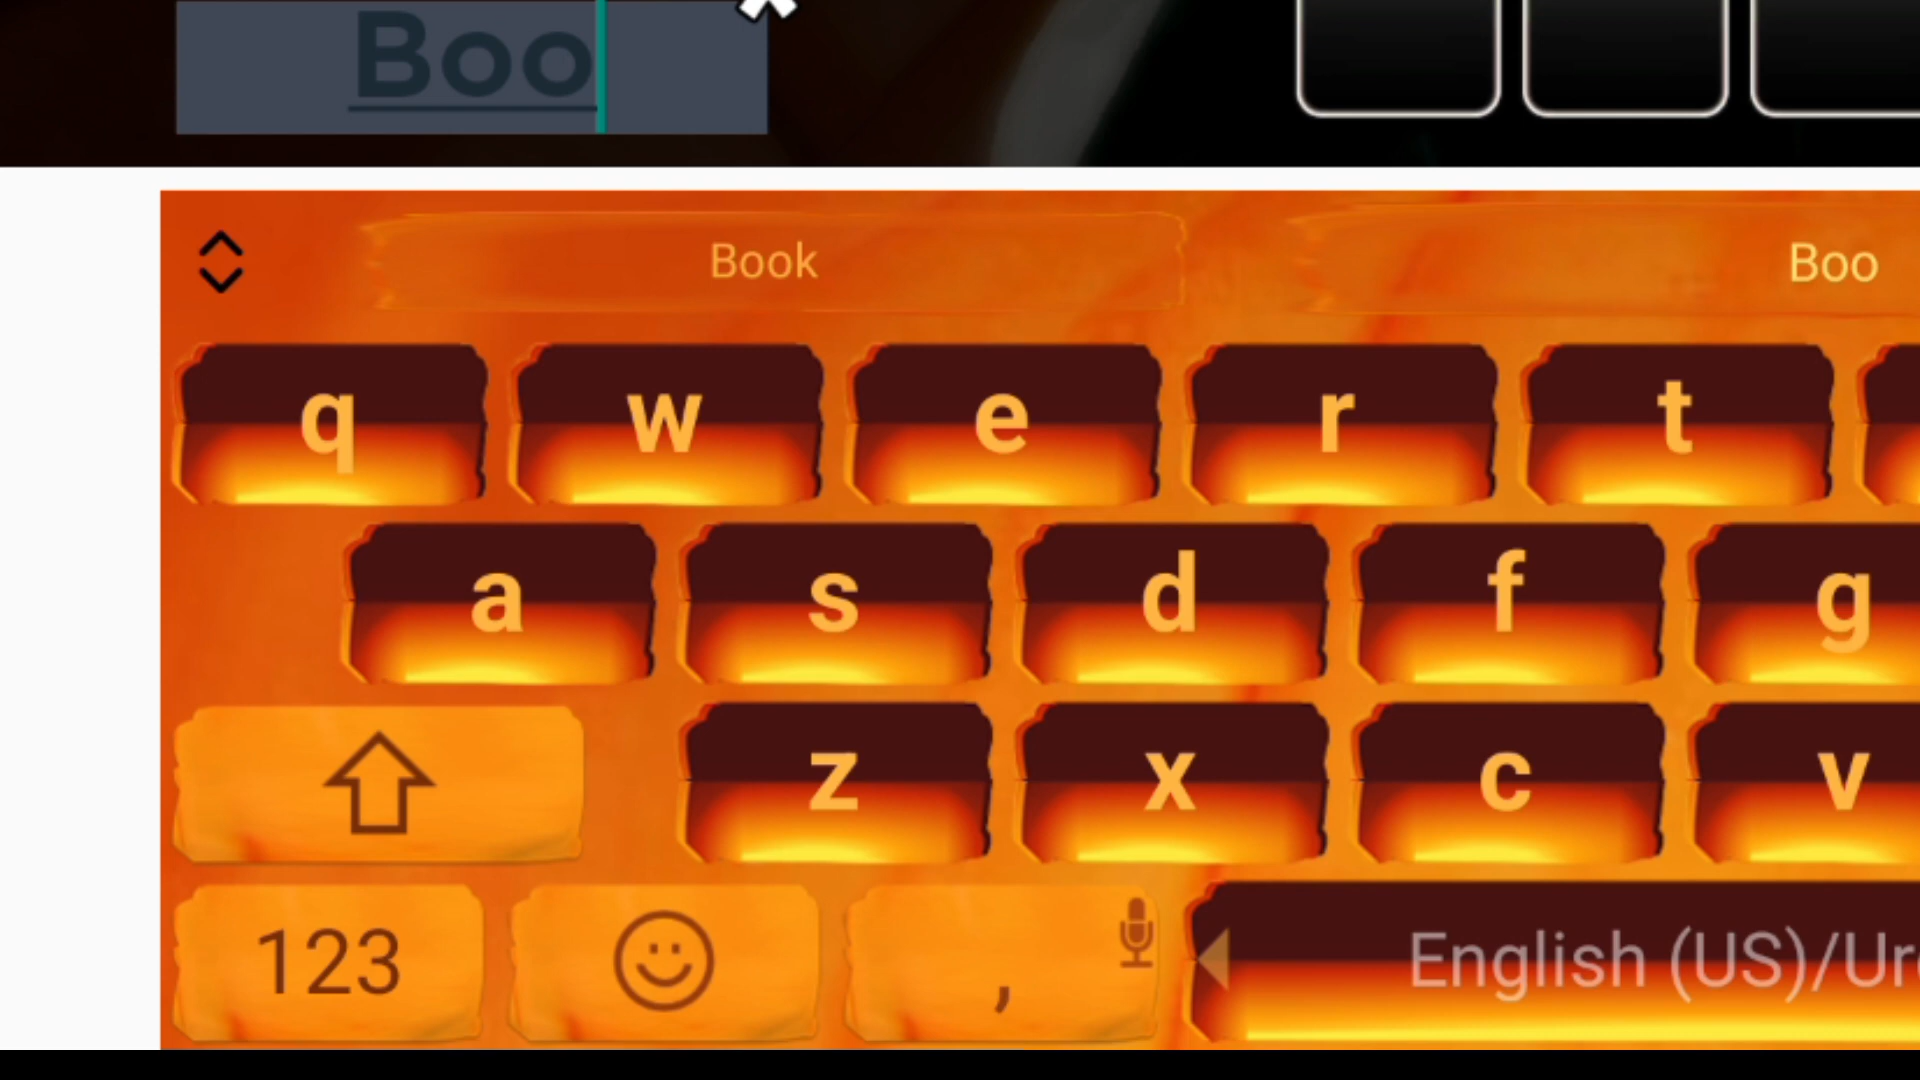 Boo
Book Boo
q w e r t
a s d f g
z x c v
123 , English (US)/Ur